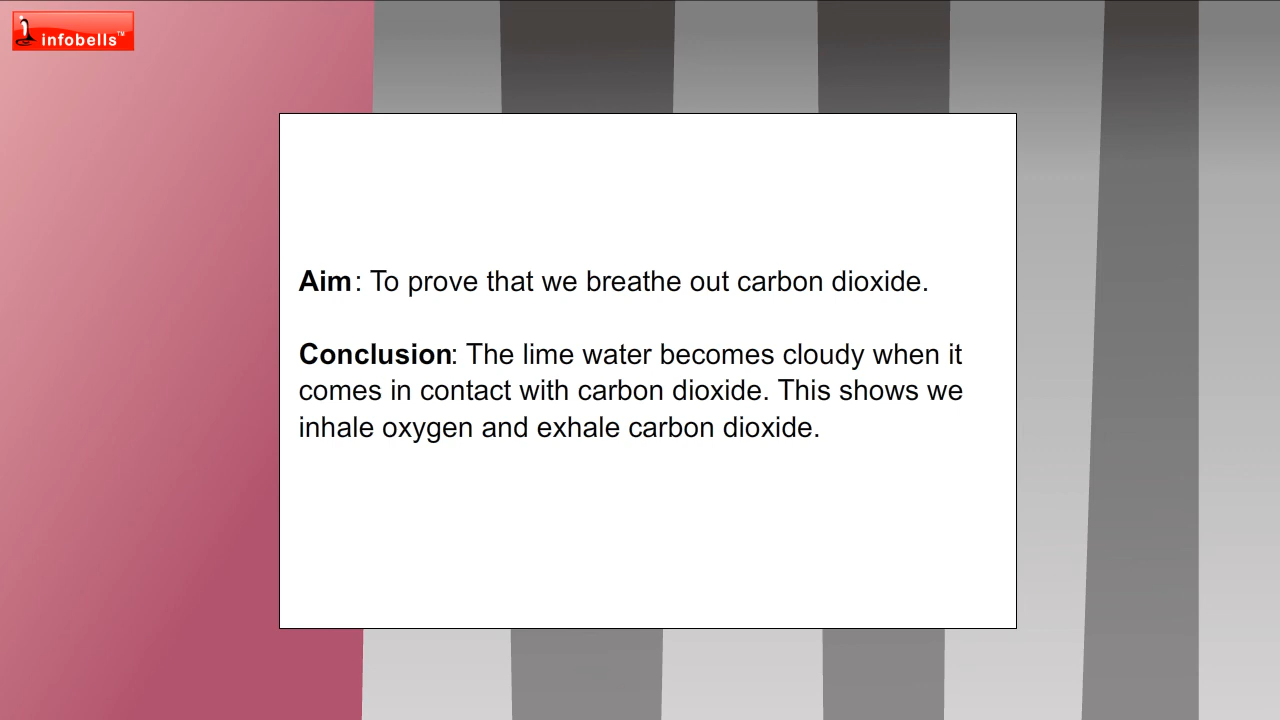 infobells™
Aim: To prove that we breathe out carbon dioxide.
Conclusion: The lime water becomes cloudy when it
comes in contact with carbon dioxide. This shows we
inhale oxygen and exhale carbon dioxide.